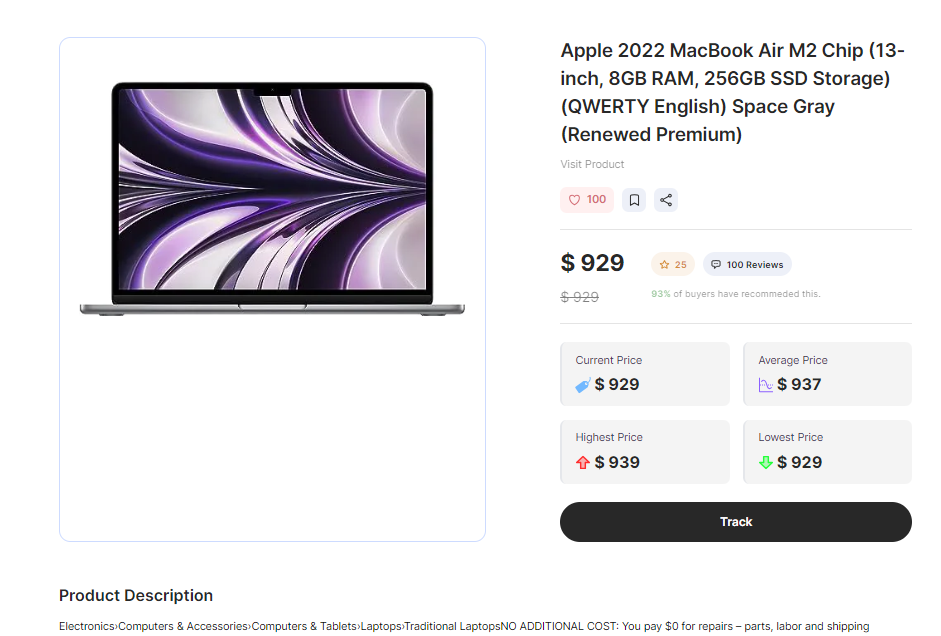 Apple 2022 MacBook Air M2 Chip (13-
inch, 8GB RAM, 256GB SSD Storage)
(QWERTY English) Space Gray
(Renewed Premium)
Visit Product
100
$ 929
25
100 Reviews
$ 929
93% of buyers have recommeded this.
Current Price
$ 929
Average Price
$ 937
Highest Price
$ 939
Lowest Price
$ 929
Track
Product Description
Electronics›Computers & Accessories›Computers & Tablets›Laptops›Traditional LaptopsNO ADDITIONAL COST: You pay $0 for repairs – parts, labor and shipping